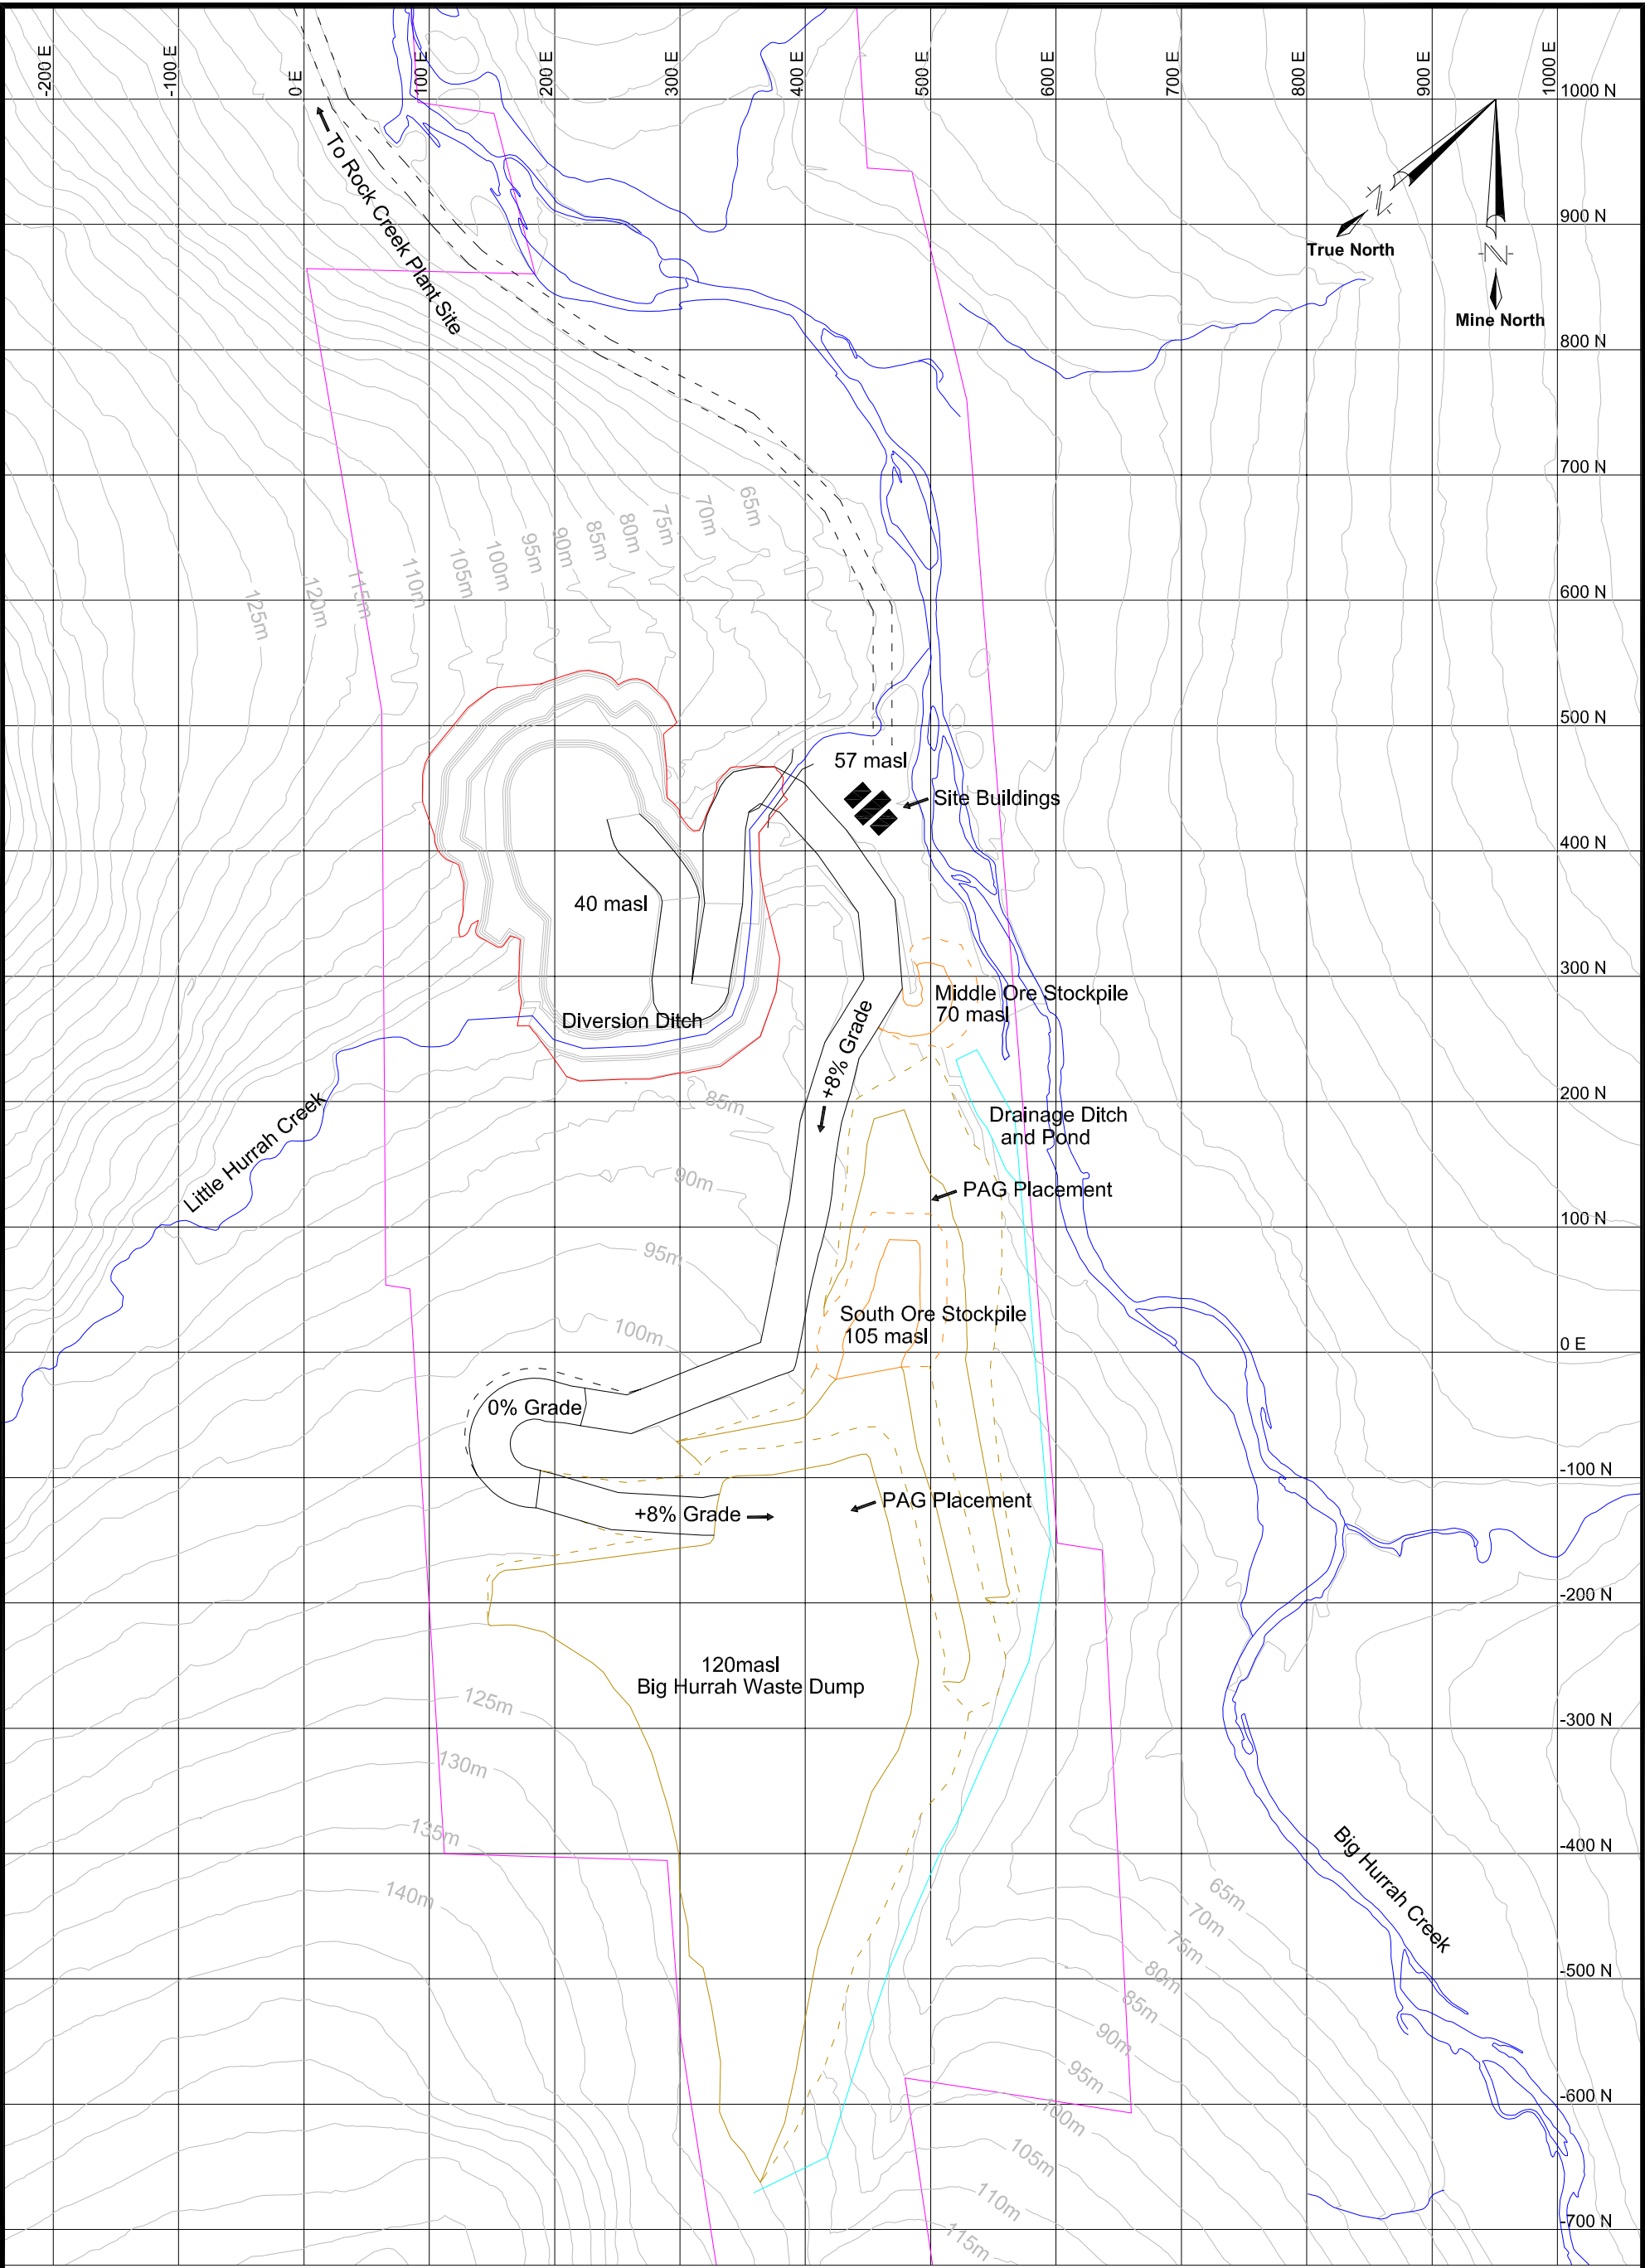 -200 E
-100 E
0 E
100 E
200 E
300 E
400 E
500 E
600 E
700 E
800 E
900 E
1000 E
1000 N
To Rock Creek Plant Site
N
N
True North
Mine North
900 N
800 N
700 N
600 N
500 N
400 N
300 N
200 N
100 N
0 E
-100 N
-200 N
-300 N
-400 N
-500 N
-600 N
-700 N
125m
120m
115m
110m
105m
100m
95m
90m
85m
80m
75m
70m
65m
57 masl
Site Buildings
40 masl
Diversion Ditch
Middle Ore Stockpile
70 masl
+8% Grade
85m
Little Hurrah Creek
Drainage Ditch
and Pond
90m
PAG Placement
95m
South Ore Stockpile
105 masl
100m
0% Grade
+8% Grade
PAG Placement
120masl
Big Hurrah Waste Dump
125m
130m
135m
140m
Big Hurrah Creek
65m
70m
75m
80m
85m
90m
95m
100m
105m
110m
115m